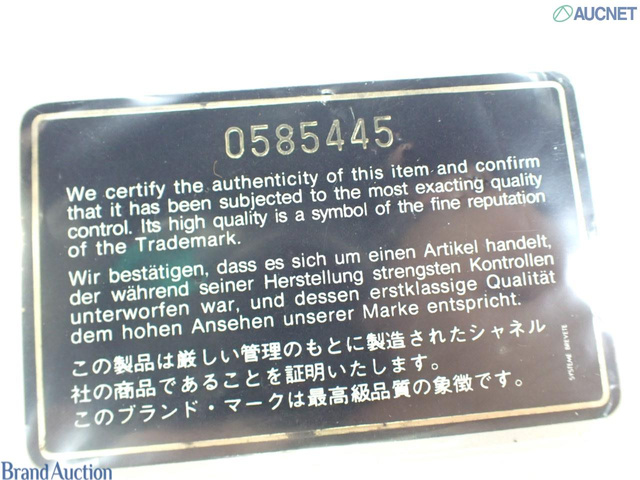 AUCNET
0585445
We certify the authenticity of this item and confirm
that it has been subjected to the most exacting quality
control. Its high quality is a symbol of the fine reputation
of the Trademark.
Wir bestätigen, dass es sich um einen Artikel handelt,
der während seiner Herstellung strengsten Kontrollen
unterworfen war, und dessen erstklassige Qualität
dem hohen Ansehen unserer Marke entspricht.
この製品は厳しい管理のもとに製造されたシャネル
社の商品であることを証明いたします。
このブランド・マークは最高級品質の象徴です。
SYSTEME BREVETE
Brand Auction